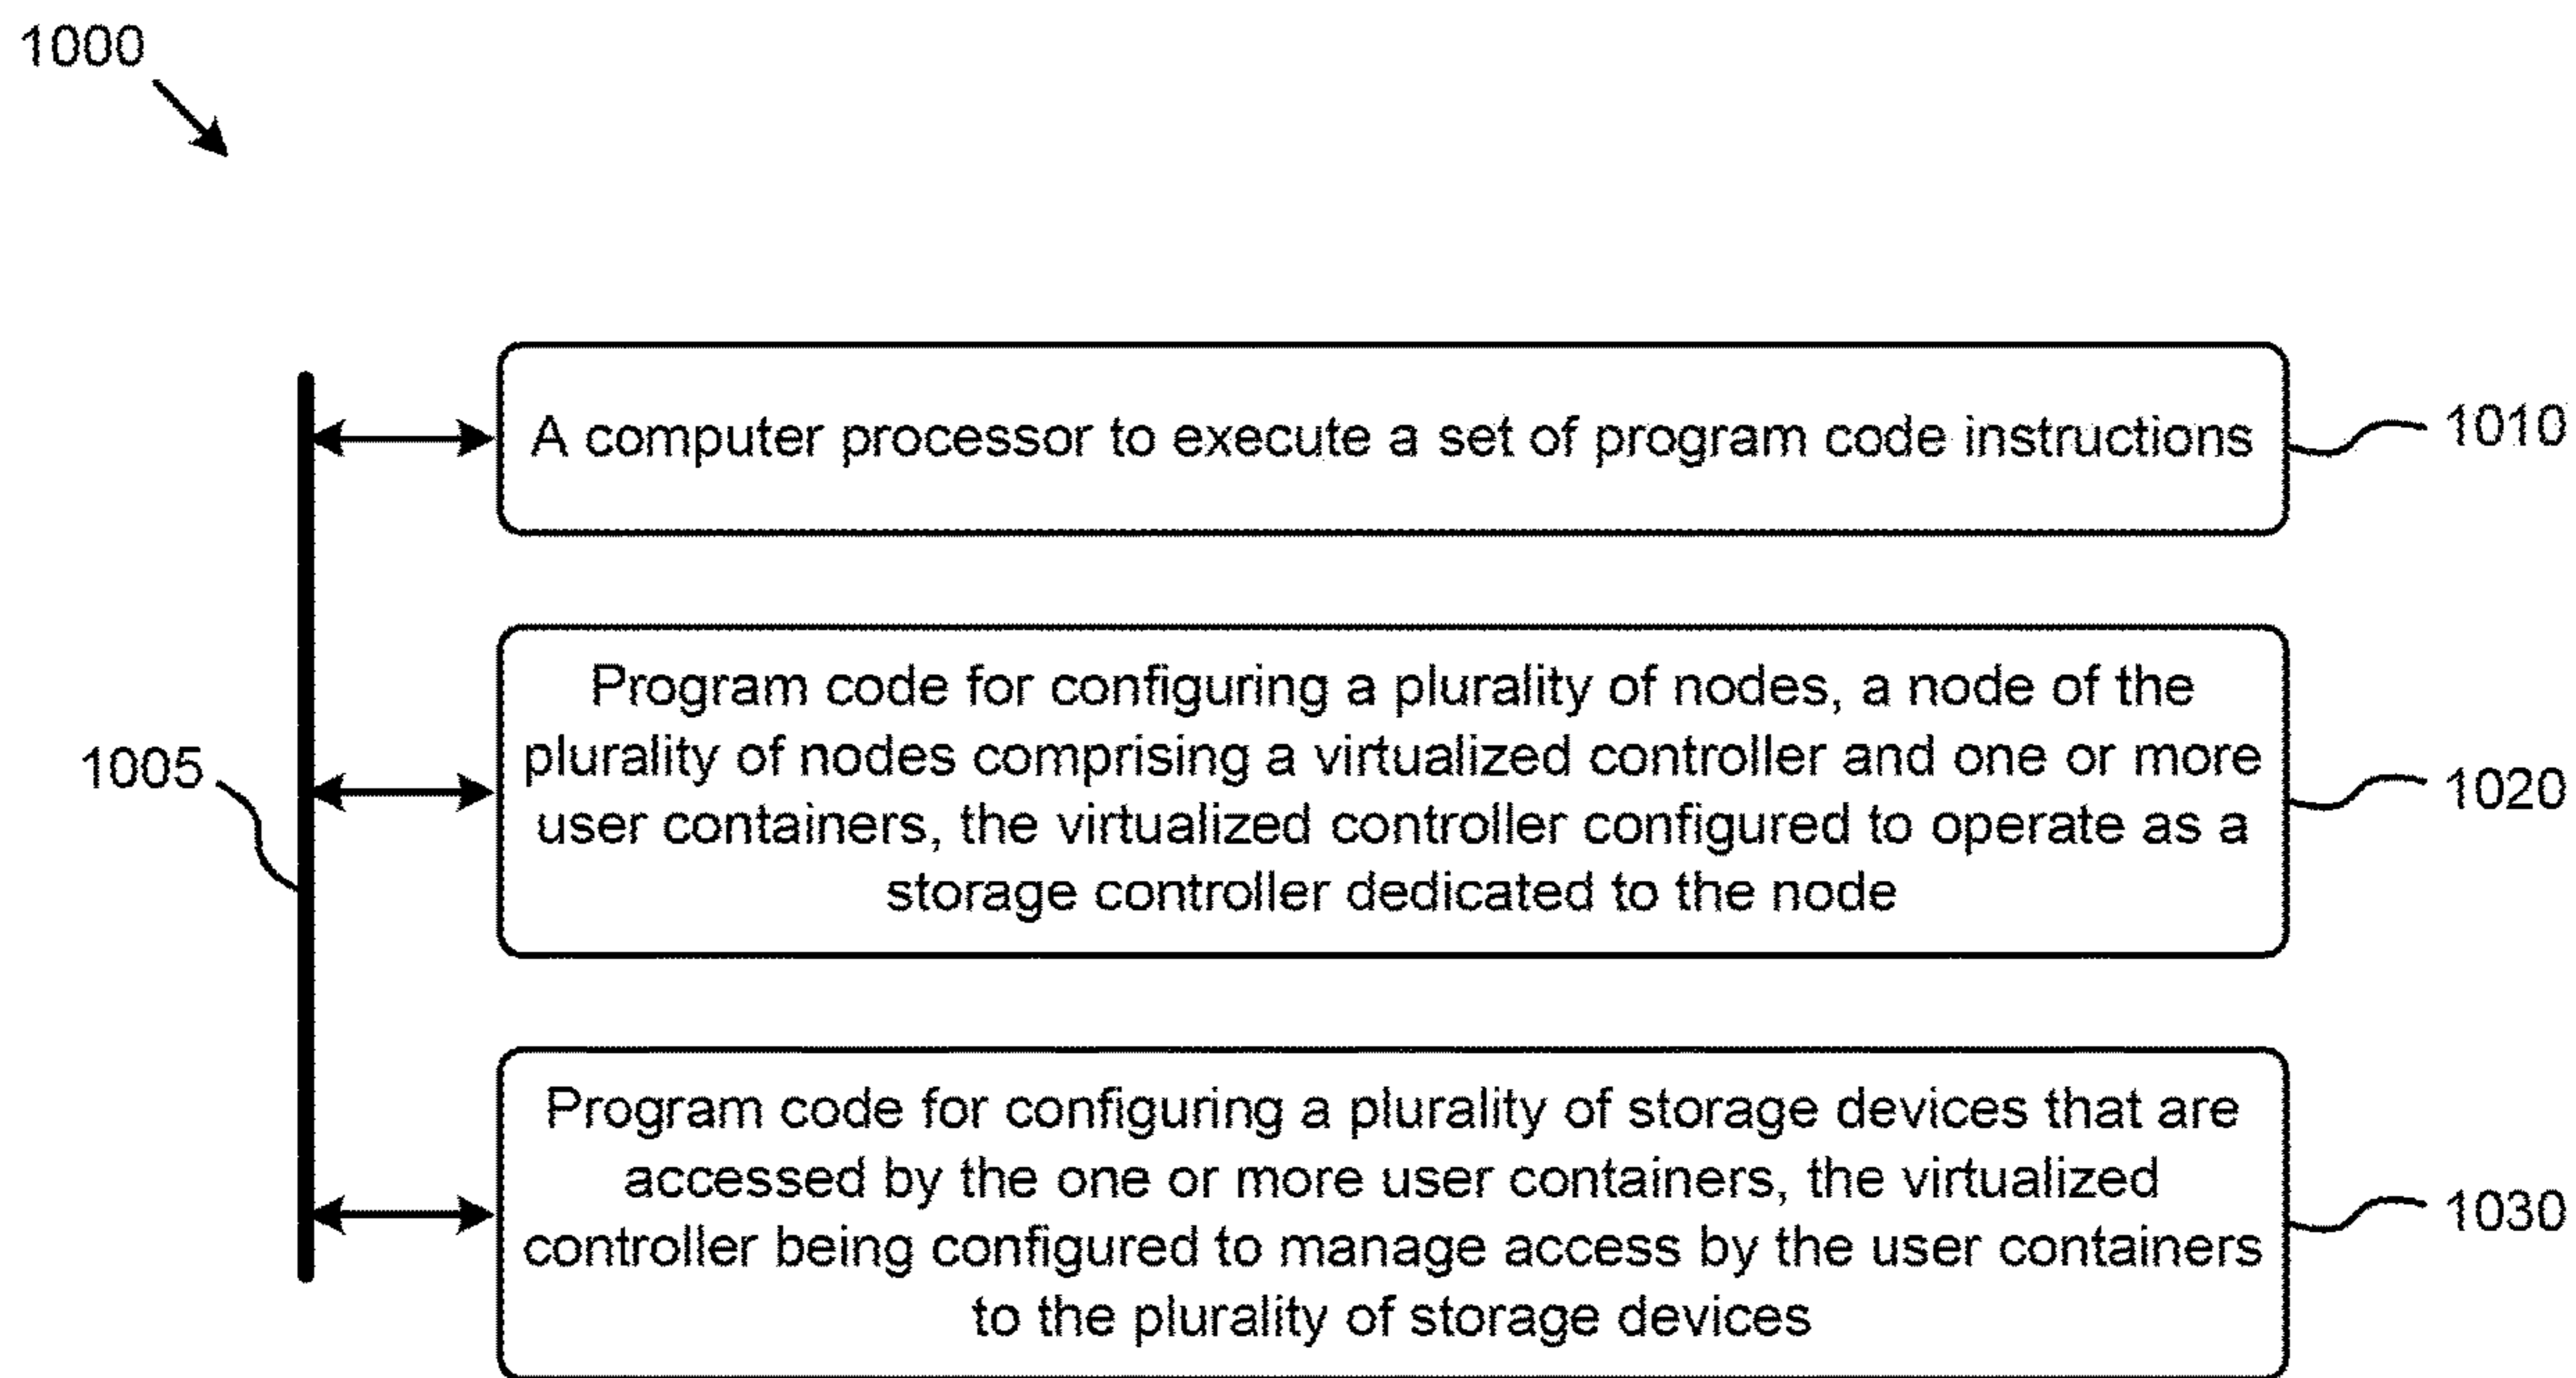 1000
A computer processor to execute a set of program code instructions
1010
Program code for configuring a plurality of nodes, a node of the
plurality of nodes comprising a virtualized controller and one or more
user containers, the virtualized controller configured to operate as a
storage controller dedicated to the node
1005
1020
Program code for configuring a plurality of storage devices that are
accessed by the one or more user containers, the virtualized
controller being configured to manage access by the user containers
to the plurality of storage devices
1030